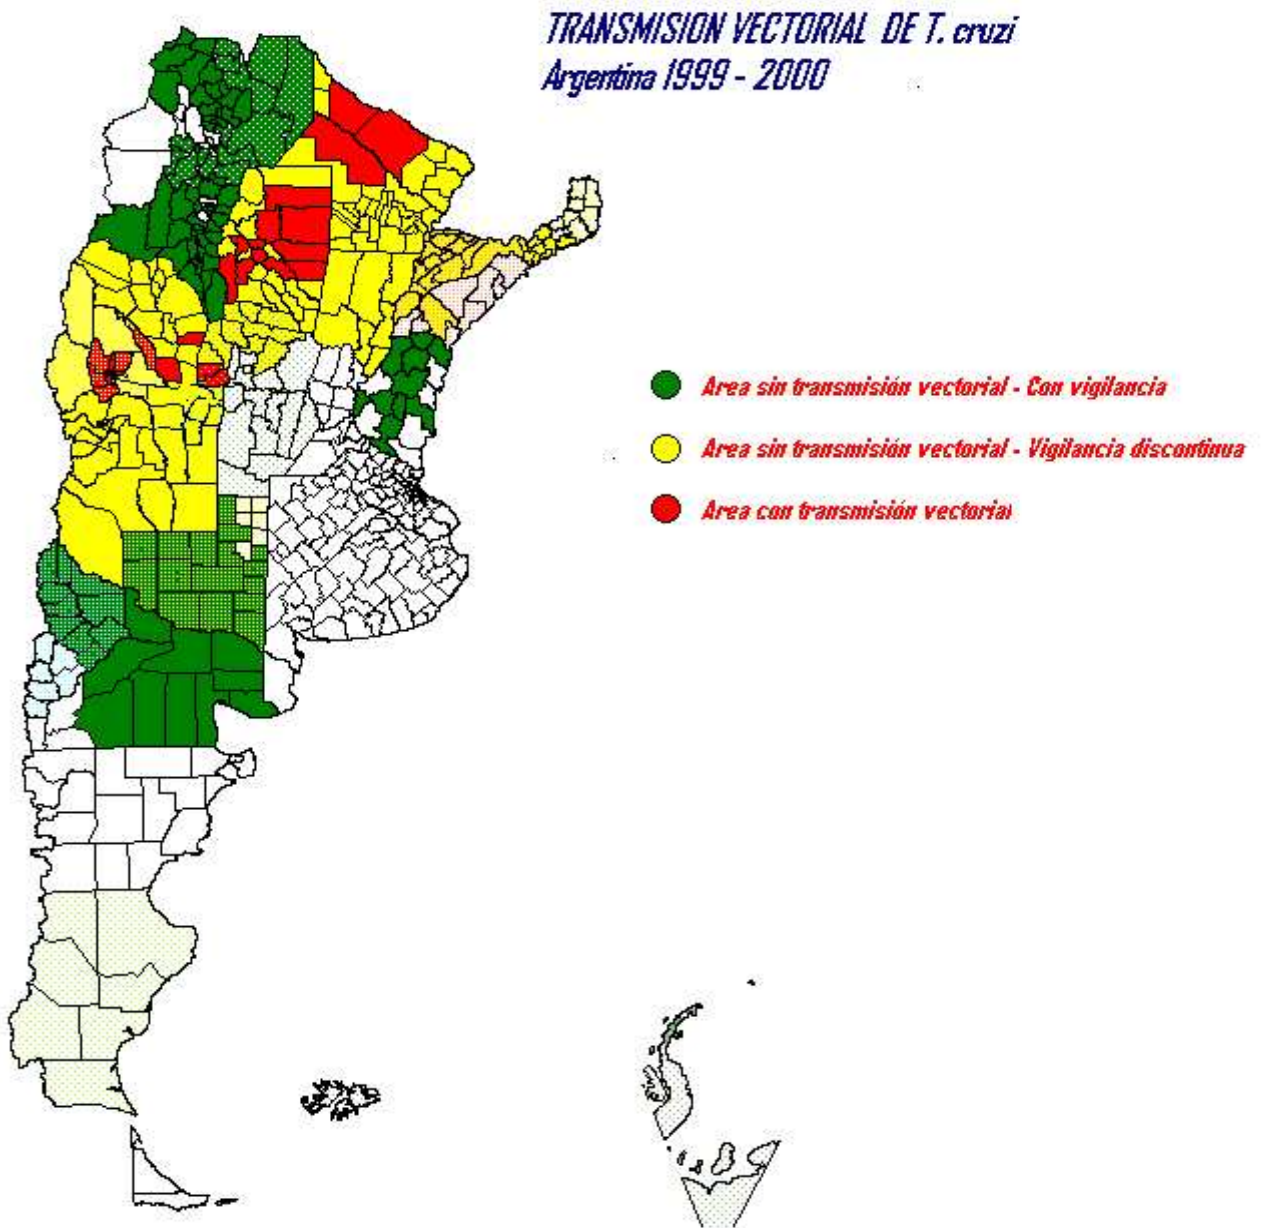 TRANSMISION VECTORIAL DE T. cruzi
Argentina 1999 - 2000
Area sin transmisión vectorial - Con vigilancia
Area sin transmisión vectorial - Vigilancia discontinua
Area con transmisión vectorial